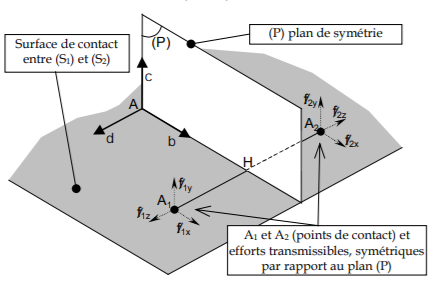 (P) plan de symétrie
Surface de contact
entre (S₁) et (S₂)
(P)
c
A
d
b
H
A₁
f₁y
f₁z
f₁x
A₂
f₂y
f₂z
f₂x
A₁ et A₂ (points de contact) et
efforts transmissibles, symétriques
par rapport au plan (P)